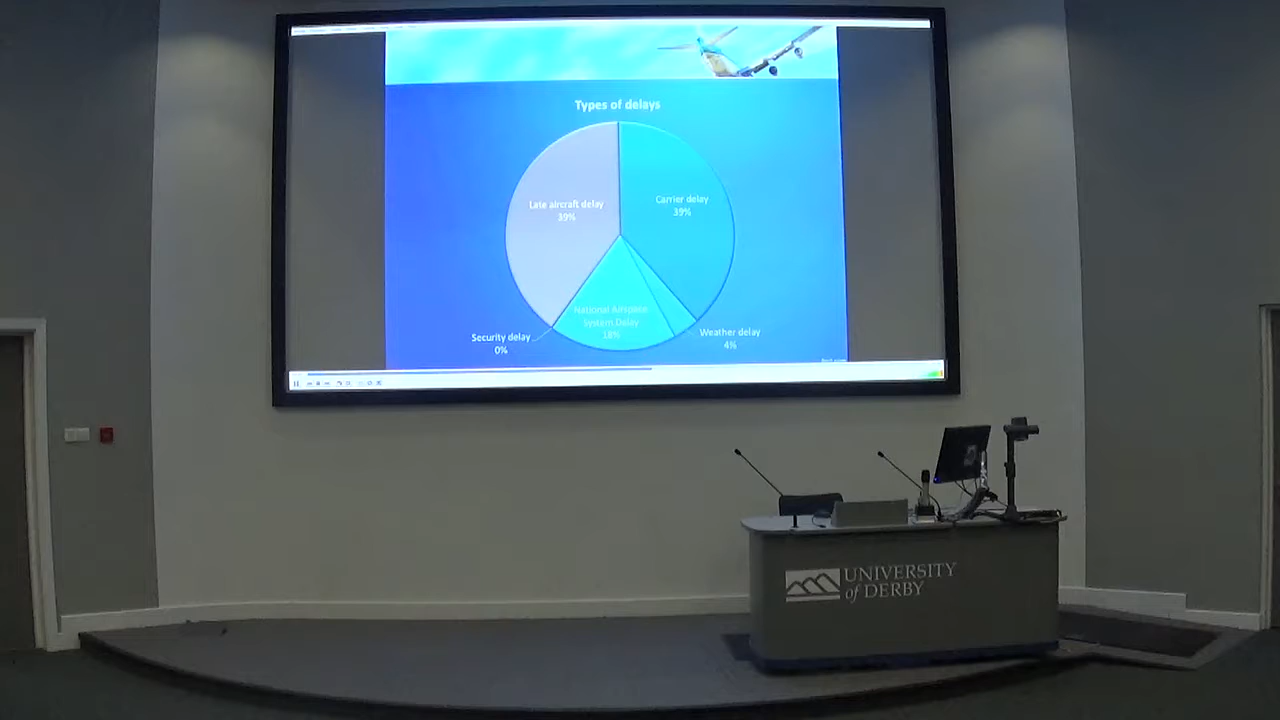 Types of delays
Late aircraft delay
39%
Carrier delay
39%
National Airspace
System Delay
18%
Security delay
0%
Weather delay
4%
UNIVERSITY
of DERBY